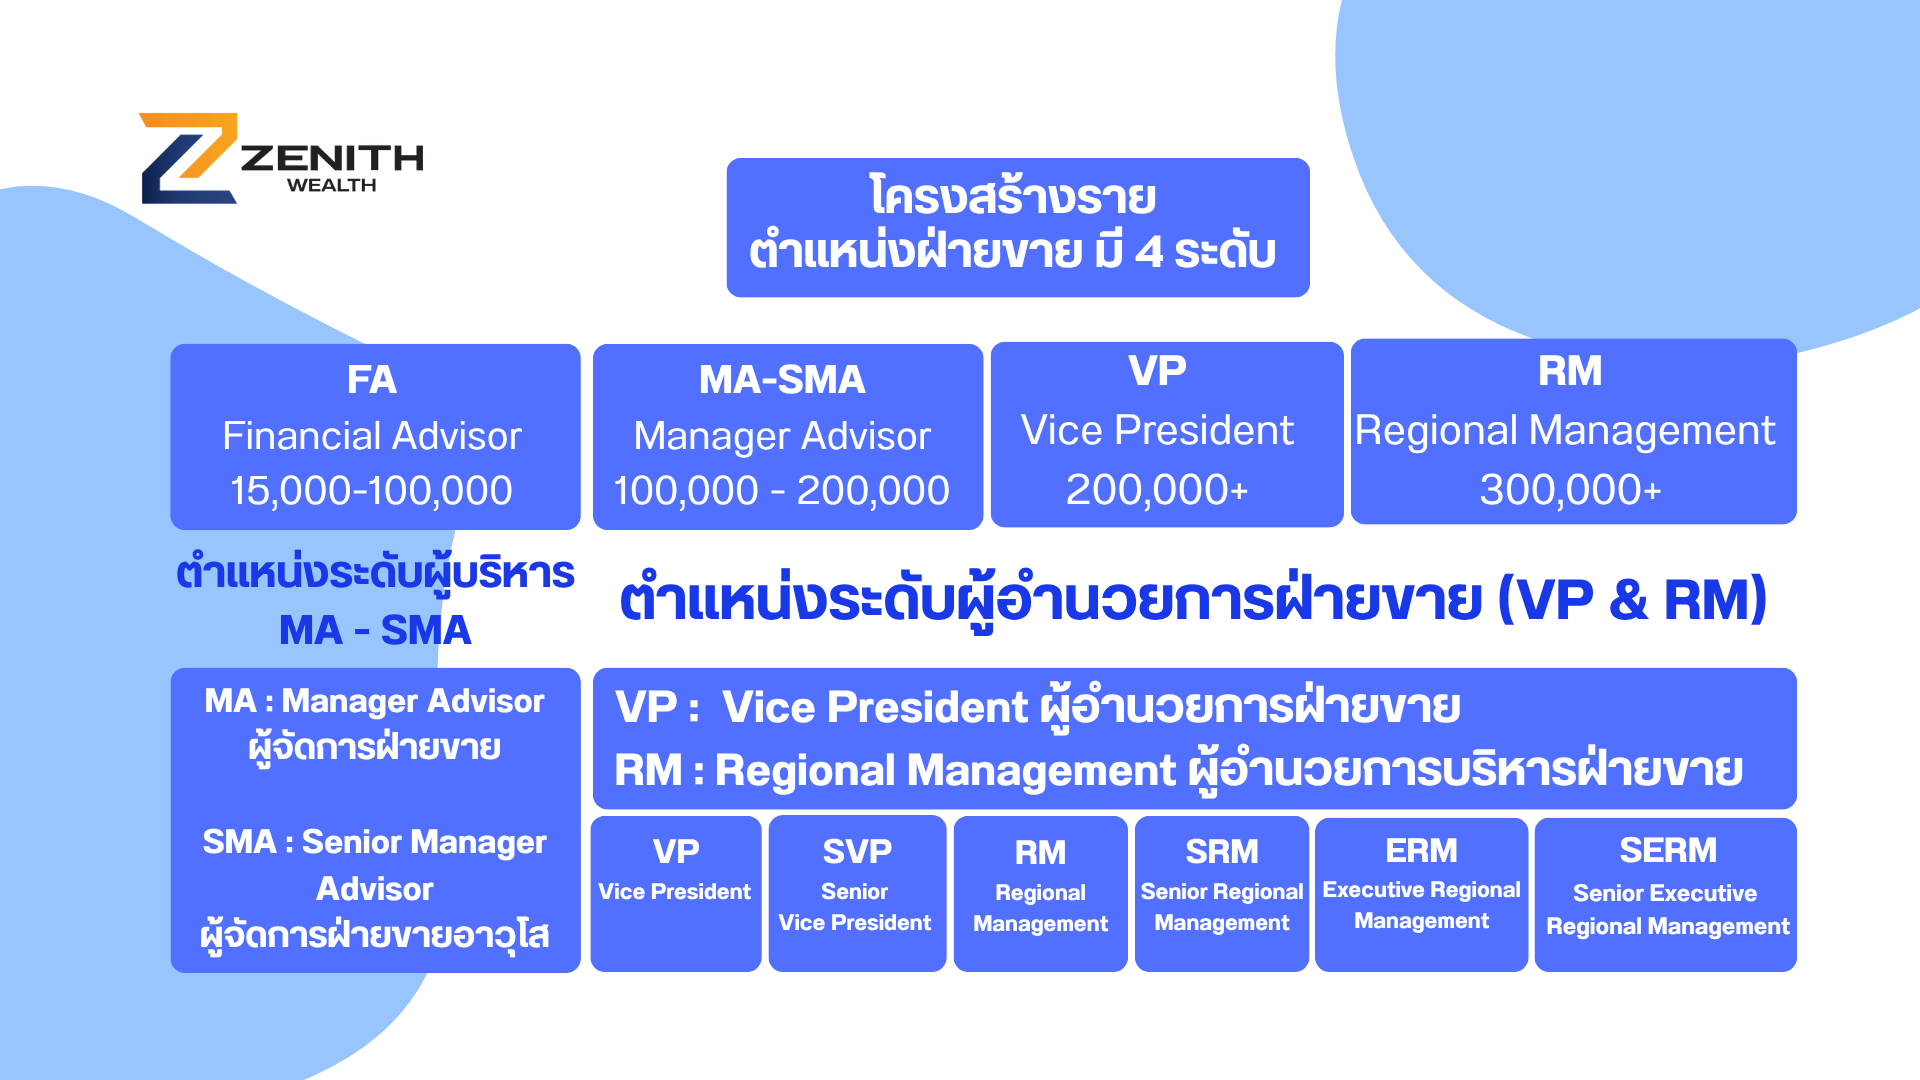 ZENITH
WEALTH
โครงสร้างราย
ตำแหน่งฝ่ายขาย มี 4 ระดับ
FA
Financial Advisor
15,000-100,000
MA-SMA
Manager Advisor
100,000 - 200,000
VP
Vice President
200,000+
RM
Regional Management
300,000+
ตำแหน่งระดับผู้บริหาร
MA - SMA
MA : Manager Advisor
ผู้จัดการฝ่ายขาย
SMA : Senior Manager
Advisor
ผู้จัดการฝ่ายขายอาวุโส
ตำแหน่งระดับผู้อำนวยการฝ่ายขาย (VP & RM)
VP : Vice President ผู้อำนวยการฝ่ายขาย
RM : Regional Management ผู้อำนวยการบริหารฝ่ายขาย
VP
Vice President
SVP
Senior
Vice President
RM
Regional
Management
SRM
Senior Regional
Management
ERM
Executive Regional
Management
SERM
Senior Executive
Regional Management